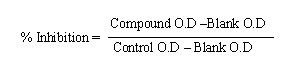 Compound O.D –Blank O.D
% Inhibition =
Control O.D – Blank O.D